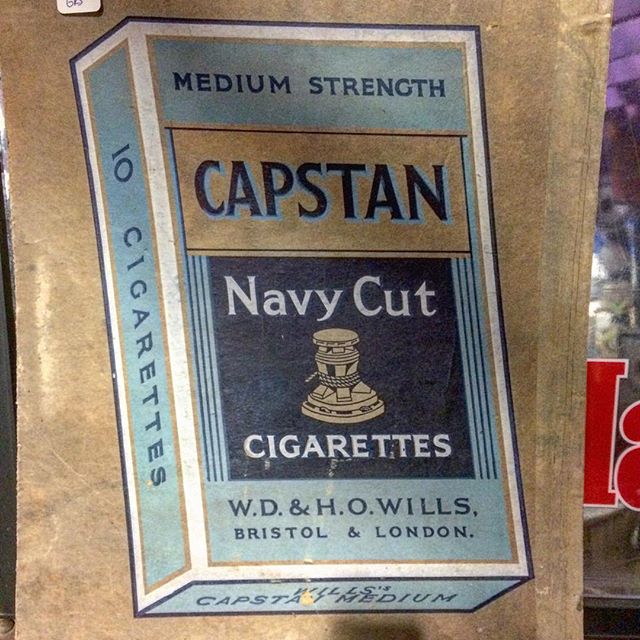 MEDIUM STRENGTH
CAPSTAN
Navy Cut
CIGARETTES
W.D. & H.O. WILLS,
BRISTOL & LONDON.
10 CIGARETTES
WILLS'S
CAPSTAN MEDIUM